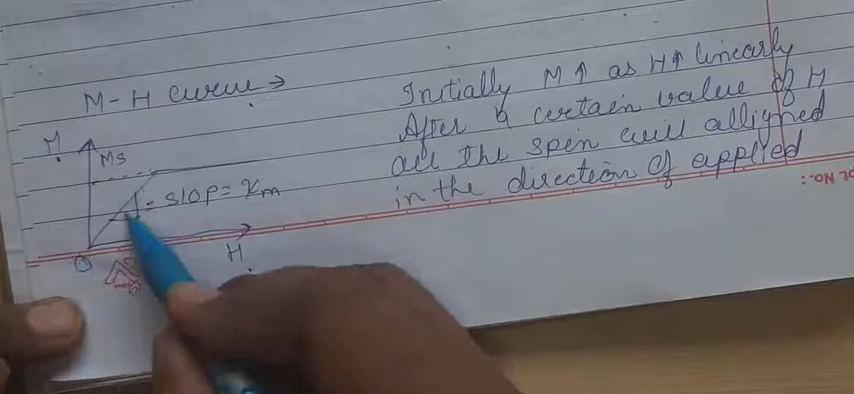 M-H curve →
M
Ms
= slop = χm
O
H
Initially M↑ as H↑ linearly
After a certain value of H
all the spin will alligned
in the direction of applied
No.: